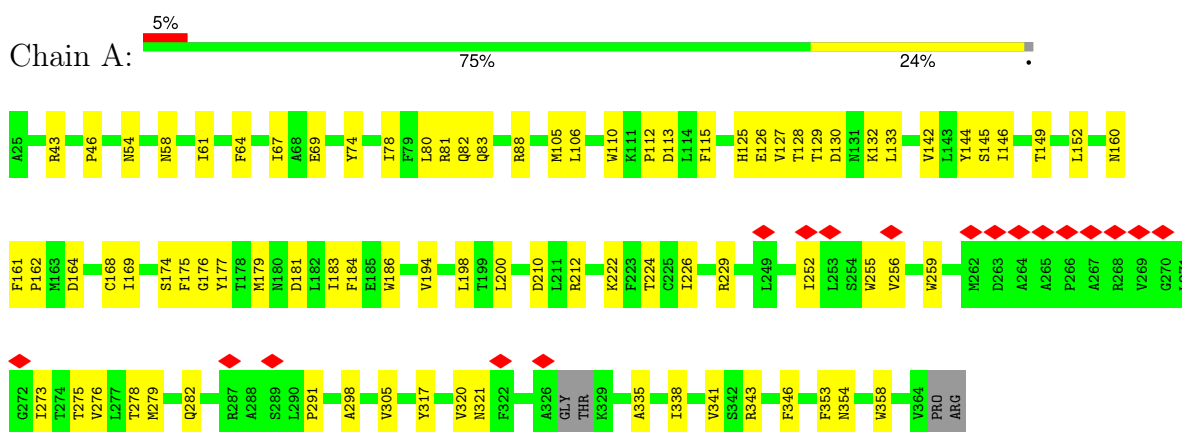 5%
Chain A:
75% 24% •
A25 R43 P46 N54 N58 I61 F64 I67 A68 E69 Y74 I78 F79 L80 R81 Q82 Q83 R88 M105 L106 W110 K111 P112 D113 L114 F115 H125 E126 V127 T128 T129 D130 N131 K132 L133 V142 L143 Y144 S145 I146 T149 L152 N160
F161 P162 M163 D164 C168 I169 S174 F175 G176 Y177 T178 M179 N180 D181 L182 I183 F184 E185 W186 V194 L198 T199 L200 D210 L211 R212 K222 F223 T224 C225 I226 R229 L249 I252 L253 S254 W255 V256 W259 M262 D263 A264 A265 P266 A267 R268 V269 G270 L271
G272 I273 T274 T275 V276 L277 T278 M279 Q282 R287 A288 S289 L290 P291 A298 V305 Y317 V320 N321 F322 A326 GLY THR K329 A335 I338 V341 S342 R343 F346 F353 N354 W358 V364 PRO ARG